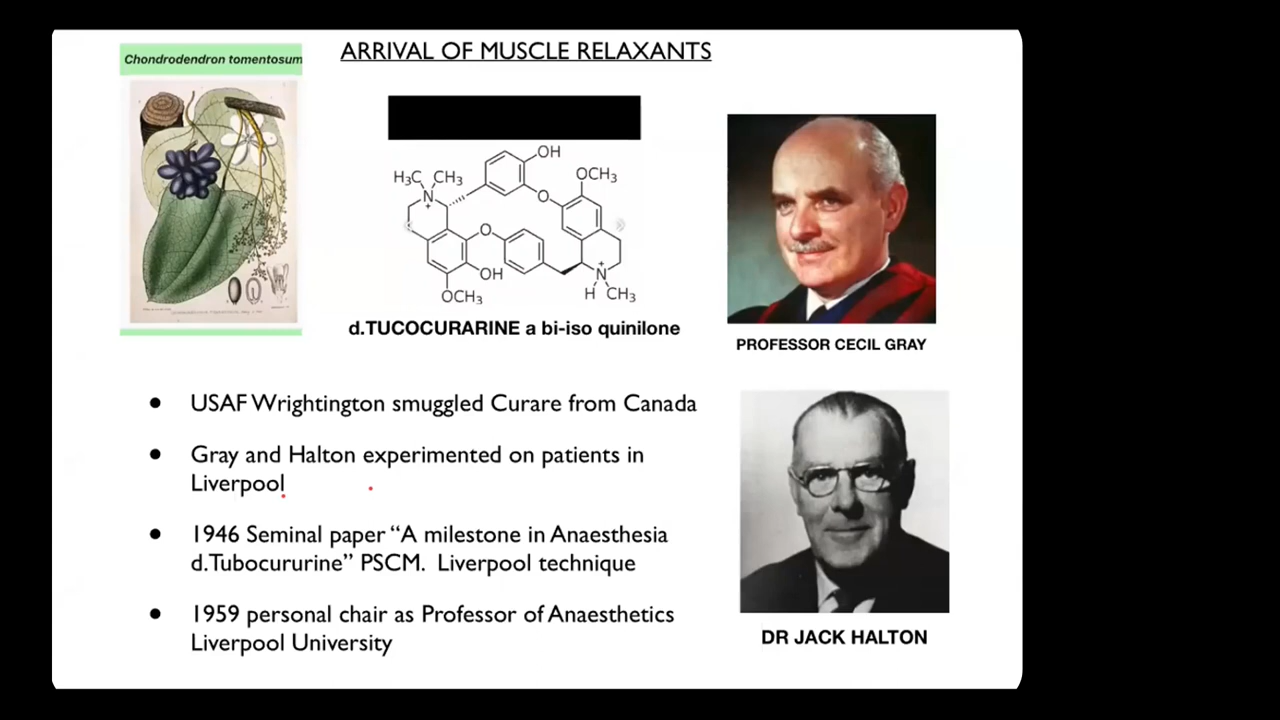 ARRIVAL OF MUSCLE RELAXANTS
Chondrodendron tomentosum
OH
H₃C CH₃
N
+
O
OCH₃
O
OH
OCH₃
+
N
H CH₃
d.TUCOCURARINE a bi-iso quinilone
PROFESSOR CECIL GRAY
● USAF Wrightington smuggled Curare from Canada
● Gray and Halton experimented on patients in
Liverpool
● 1946 Seminal paper “A milestone in Anaesthesia
d.Tubocururine” PSCM. Liverpool technique
● 1959 personal chair as Professor of Anaesthetics
Liverpool University
DR JACK HALTON